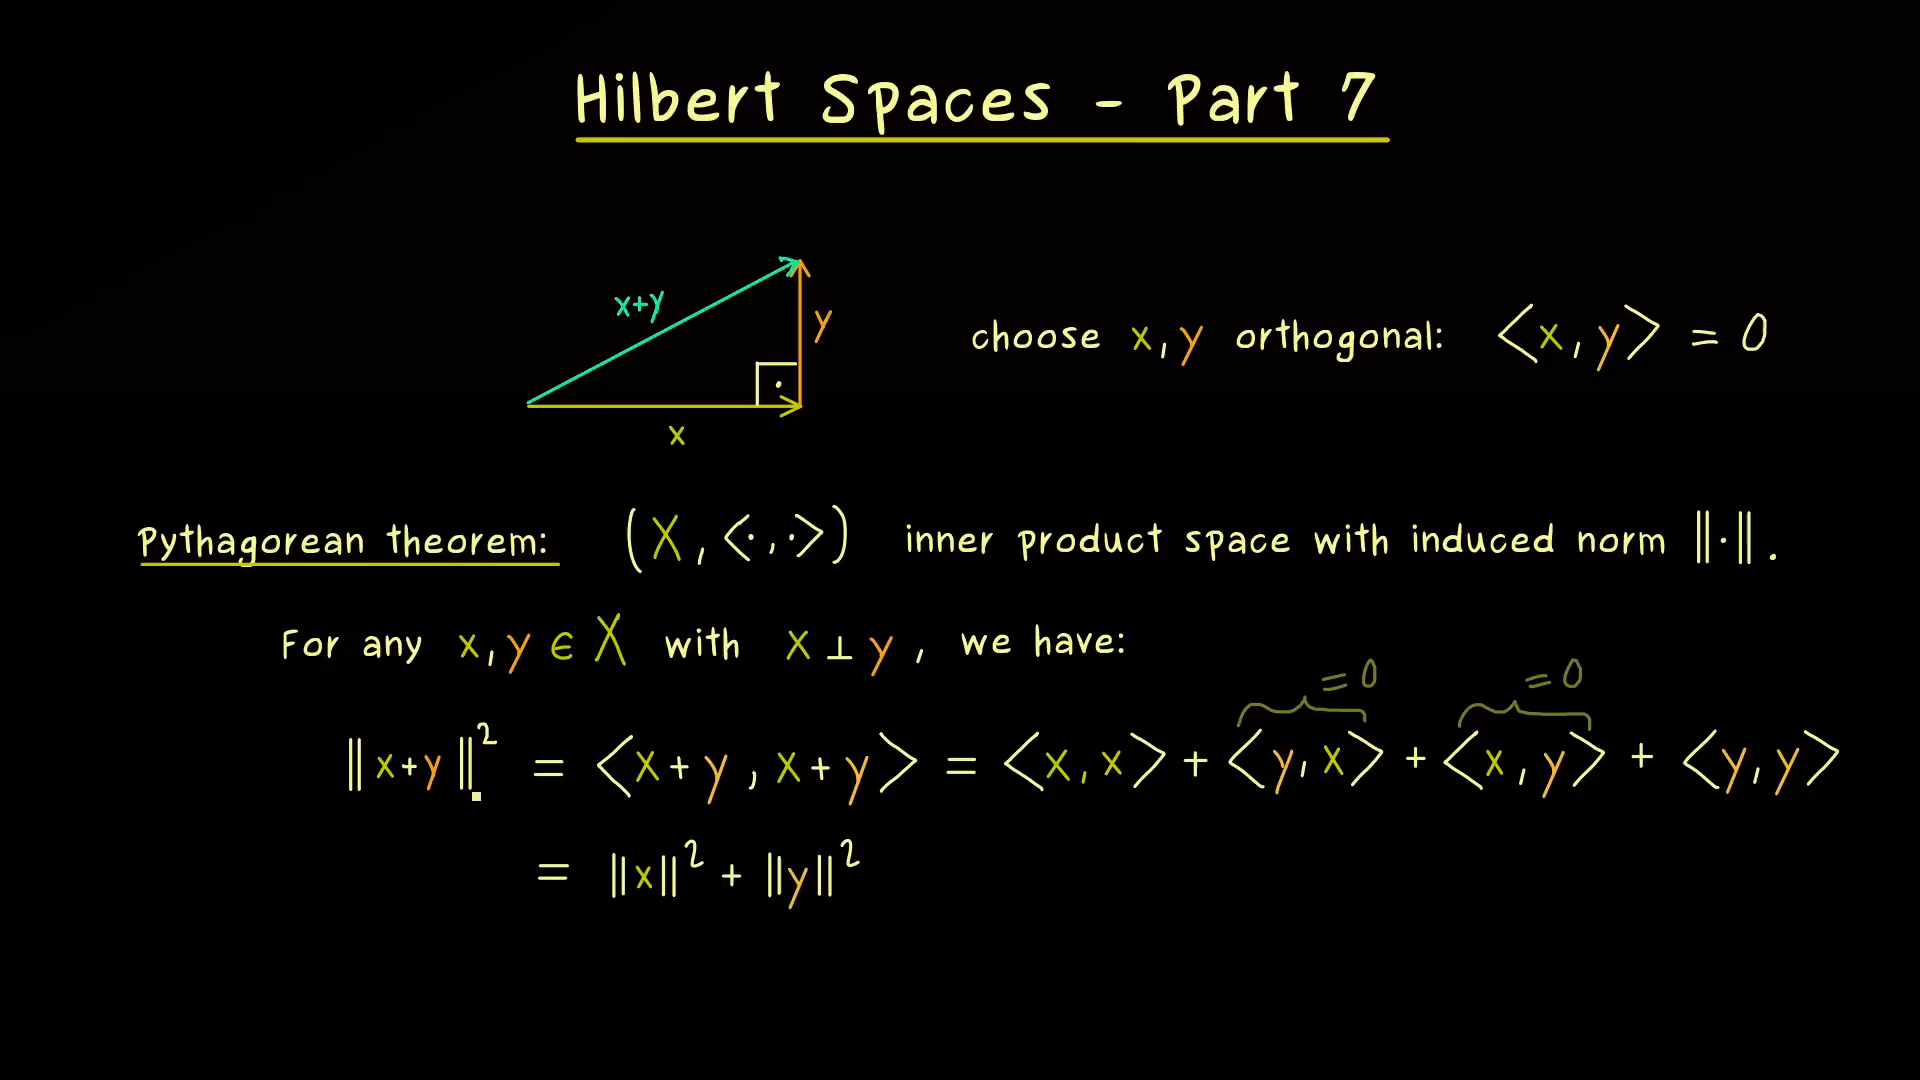 Hilbert Spaces - Part 7
x+y
y
choose x, y orthogonal: <x, y> = 0
x
Pythagorean theorem: (X, <·,·>) inner product space with induced norm ‖·‖.
For any x, y ∈ X with x ⊥ y, we have:
= 0 = 0
‖x+y‖² = <x+y, x+y> = <x, x> + <y, x> + <x, y> + <y, y>
= ‖x‖² + ‖y‖²